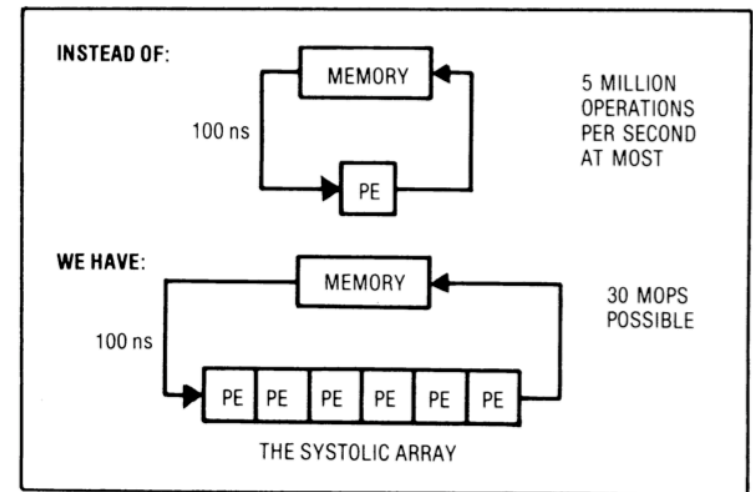 INSTEAD OF:
MEMORY
100 ns
PE
5 MILLION
OPERATIONS
PER SECOND
AT MOST
WE HAVE:
MEMORY
100 ns
PE PE PE PE PE PE
30 MOPS
POSSIBLE
THE SYSTOLIC ARRAY